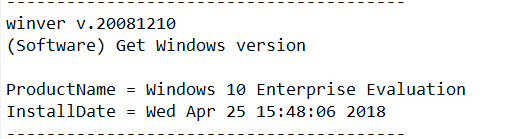 ----------------------------------------
winver v.20081210
(Software) Get Windows version

ProductName = Windows 10 Enterprise Evaluation
InstallDate = Wed Apr 25 15:48:06 2018
----------------------------------------